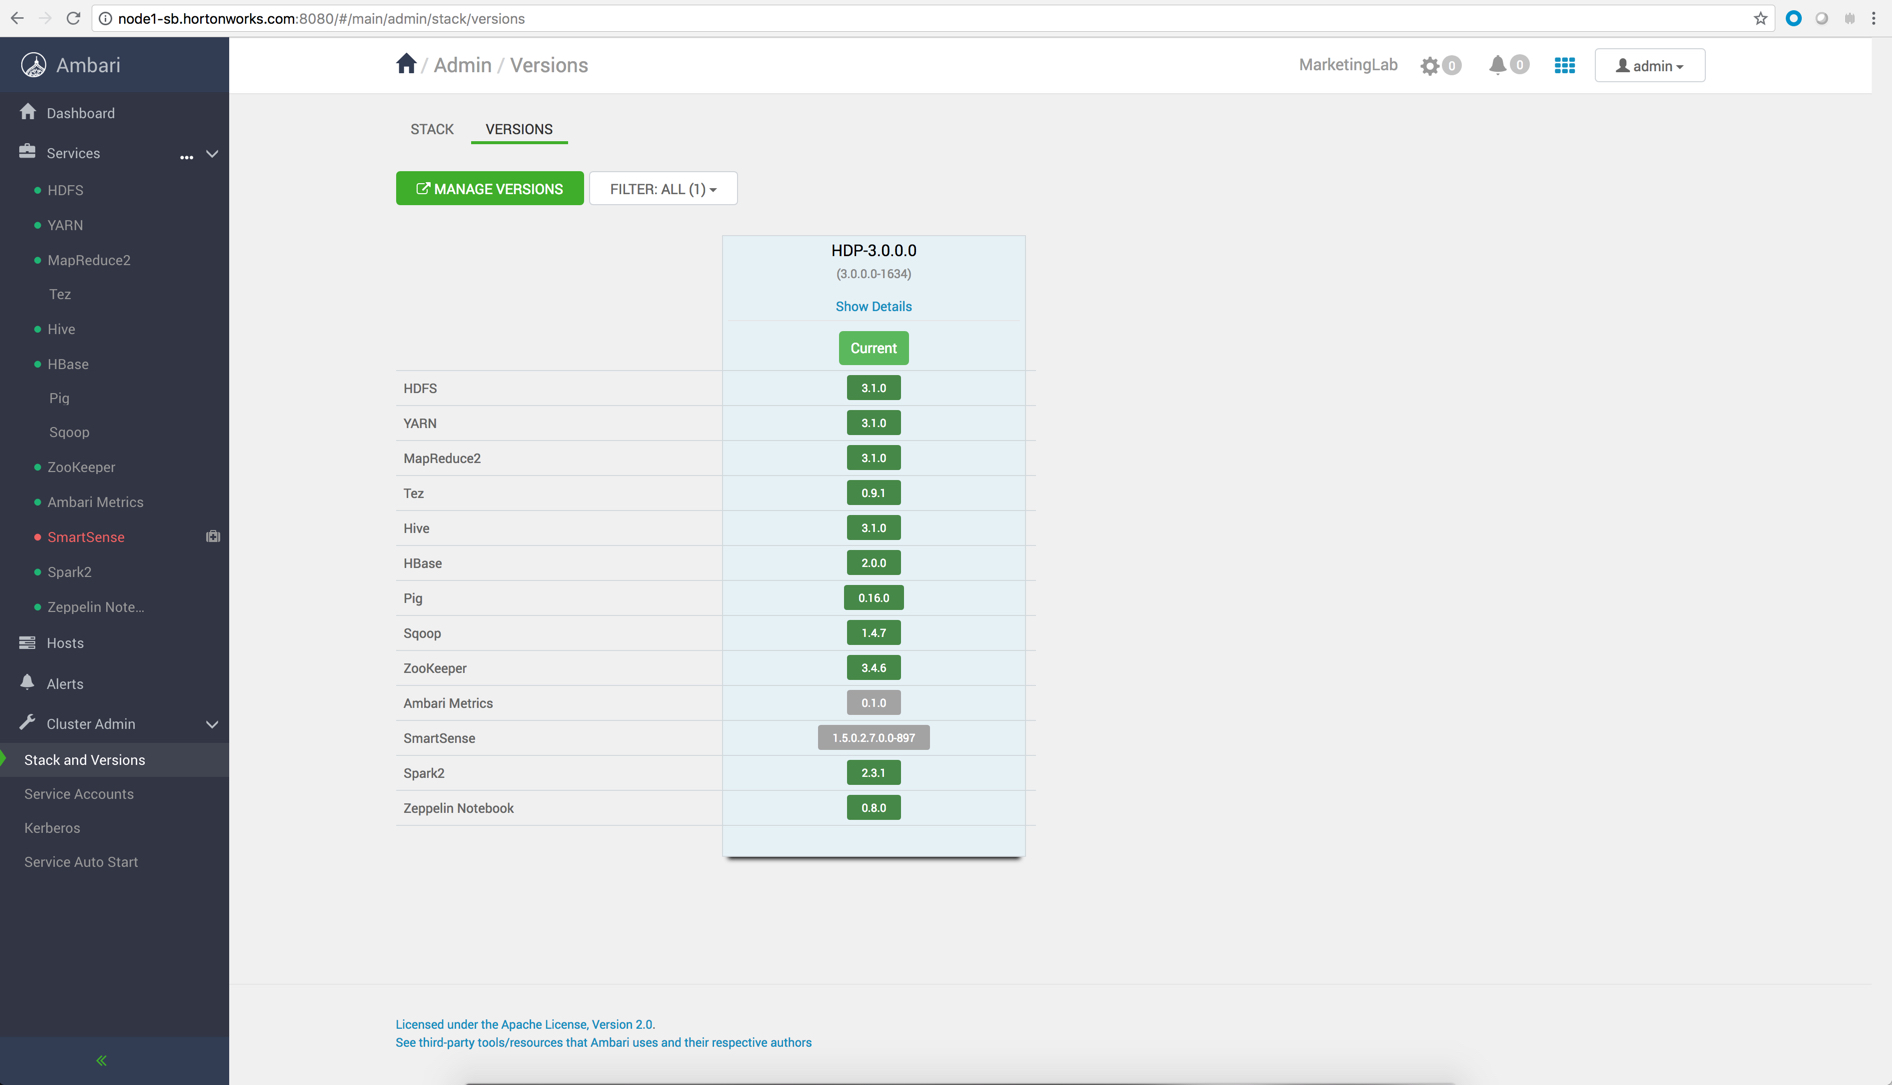 node1-sb.hortonworks.com:8080/#/main/admin/stack/versions
Ambari
/ Admin / Versions
MarketingLab
0
0
admin
Dashboard
Services
...
HDFS
YARN
MapReduce2
Tez
Hive
HBase
Pig
Sqoop
ZooKeeper
Ambari Metrics
SmartSense
Spark2
Zeppelin Note...
Hosts
Alerts
Cluster Admin
Stack and Versions
Service Accounts
Kerberos
Service Auto Start
STACK VERSIONS
MANAGE VERSIONS FILTER: ALL (1)
HDP-3.0.0.0
(3.0.0.0-1634)
Show Details
Current
HDFS 3.1.0
YARN 3.1.0
MapReduce2 3.1.0
Tez 0.9.1
Hive 3.1.0
HBase 2.0.0
Pig 0.16.0
Sqoop 1.4.7
ZooKeeper 3.4.6
Ambari Metrics 0.1.0
SmartSense 1.5.0.2.7.0.0-897
Spark2 2.3.1
Zeppelin Notebook 0.8.0
Licensed under the Apache License, Version 2.0.
See third-party tools/resources that Ambari uses and their respective authors